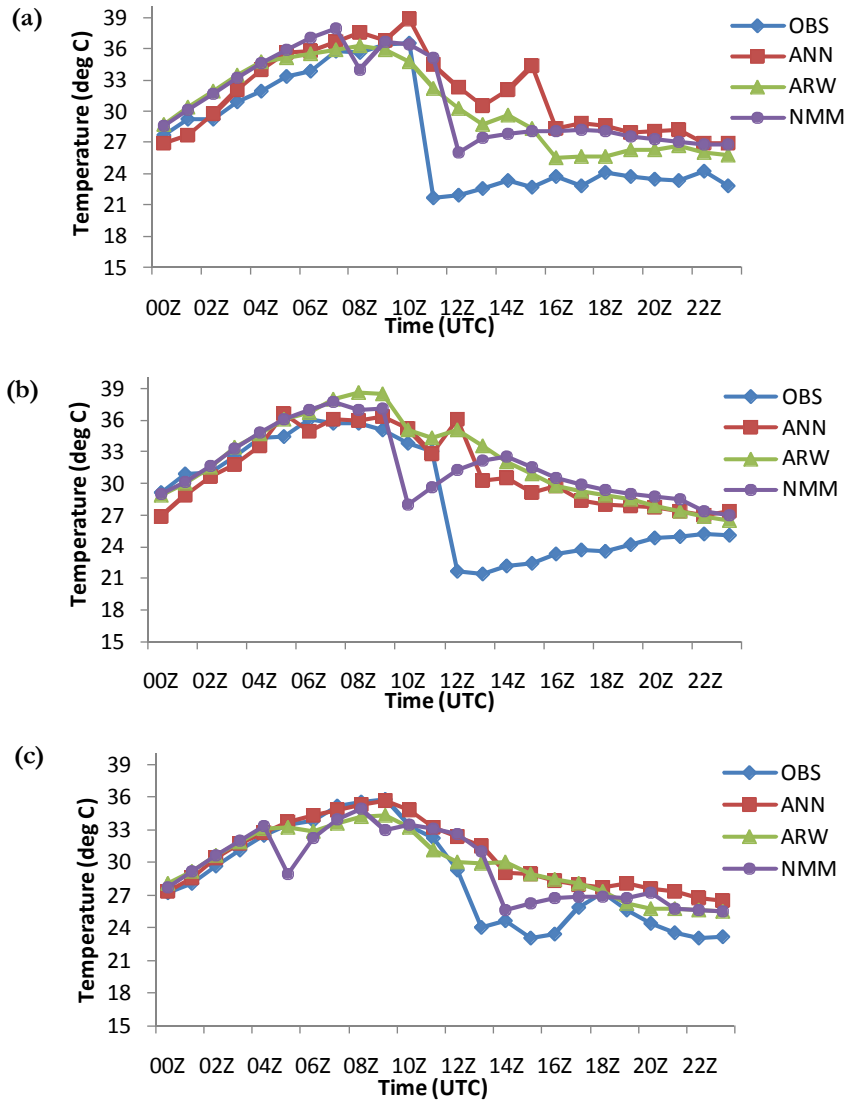 (a)
Temperature (deg C)
39
36
33
30
27
24
21
18
15
00Z 02Z 04Z 06Z 08Z 10Z 12Z 14Z 16Z 18Z 20Z 22Z
Time (UTC)
OBS
ANN
ARW
NMM
(b)
Temperature (deg C)
39
36
33
30
27
24
21
18
15
00Z 02Z 04Z 06Z 08Z 10Z 12Z 14Z 16Z 18Z 20Z 22Z
Time (UTC)
OBS
ANN
ARW
NMM
(c)
Temperature (deg C)
39
36
33
30
27
24
21
18
15
00Z 02Z 04Z 06Z 08Z 10Z 12Z 14Z 16Z 18Z 20Z 22Z
Time (UTC)
OBS
ANN
ARW
NMM